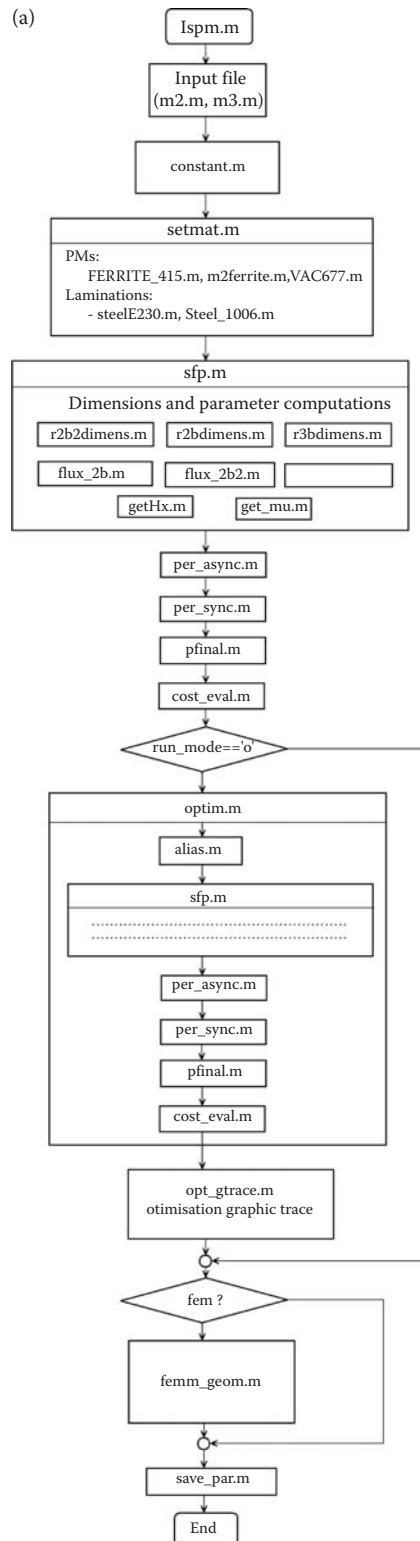 (a)
Ispm.m
Input file
(m2.m, m3.m)
constant.m
setmat.m
PMs:
FERRITE_415.m, m2ferrite.m,VAC677.m
Laminations:
- steelE230.m, Steel_1006.m
sfp.m
Dimensions and parameter computations
r2b2dimens.m r2bdimens.m r3bdimens.m
flux_2b.m flux_2b2.m
getHx.m get_mu.m
per_async.m
per_sync.m
pfinal.m
cost_eval.m
run_mode=='o'
optim.m
alias.m
sfp.m
per_async.m
per_sync.m
pfinal.m
cost_eval.m
opt_gtrace.m
otimisation graphic trace
fem ?
femm_geom.m
save_par.m
End